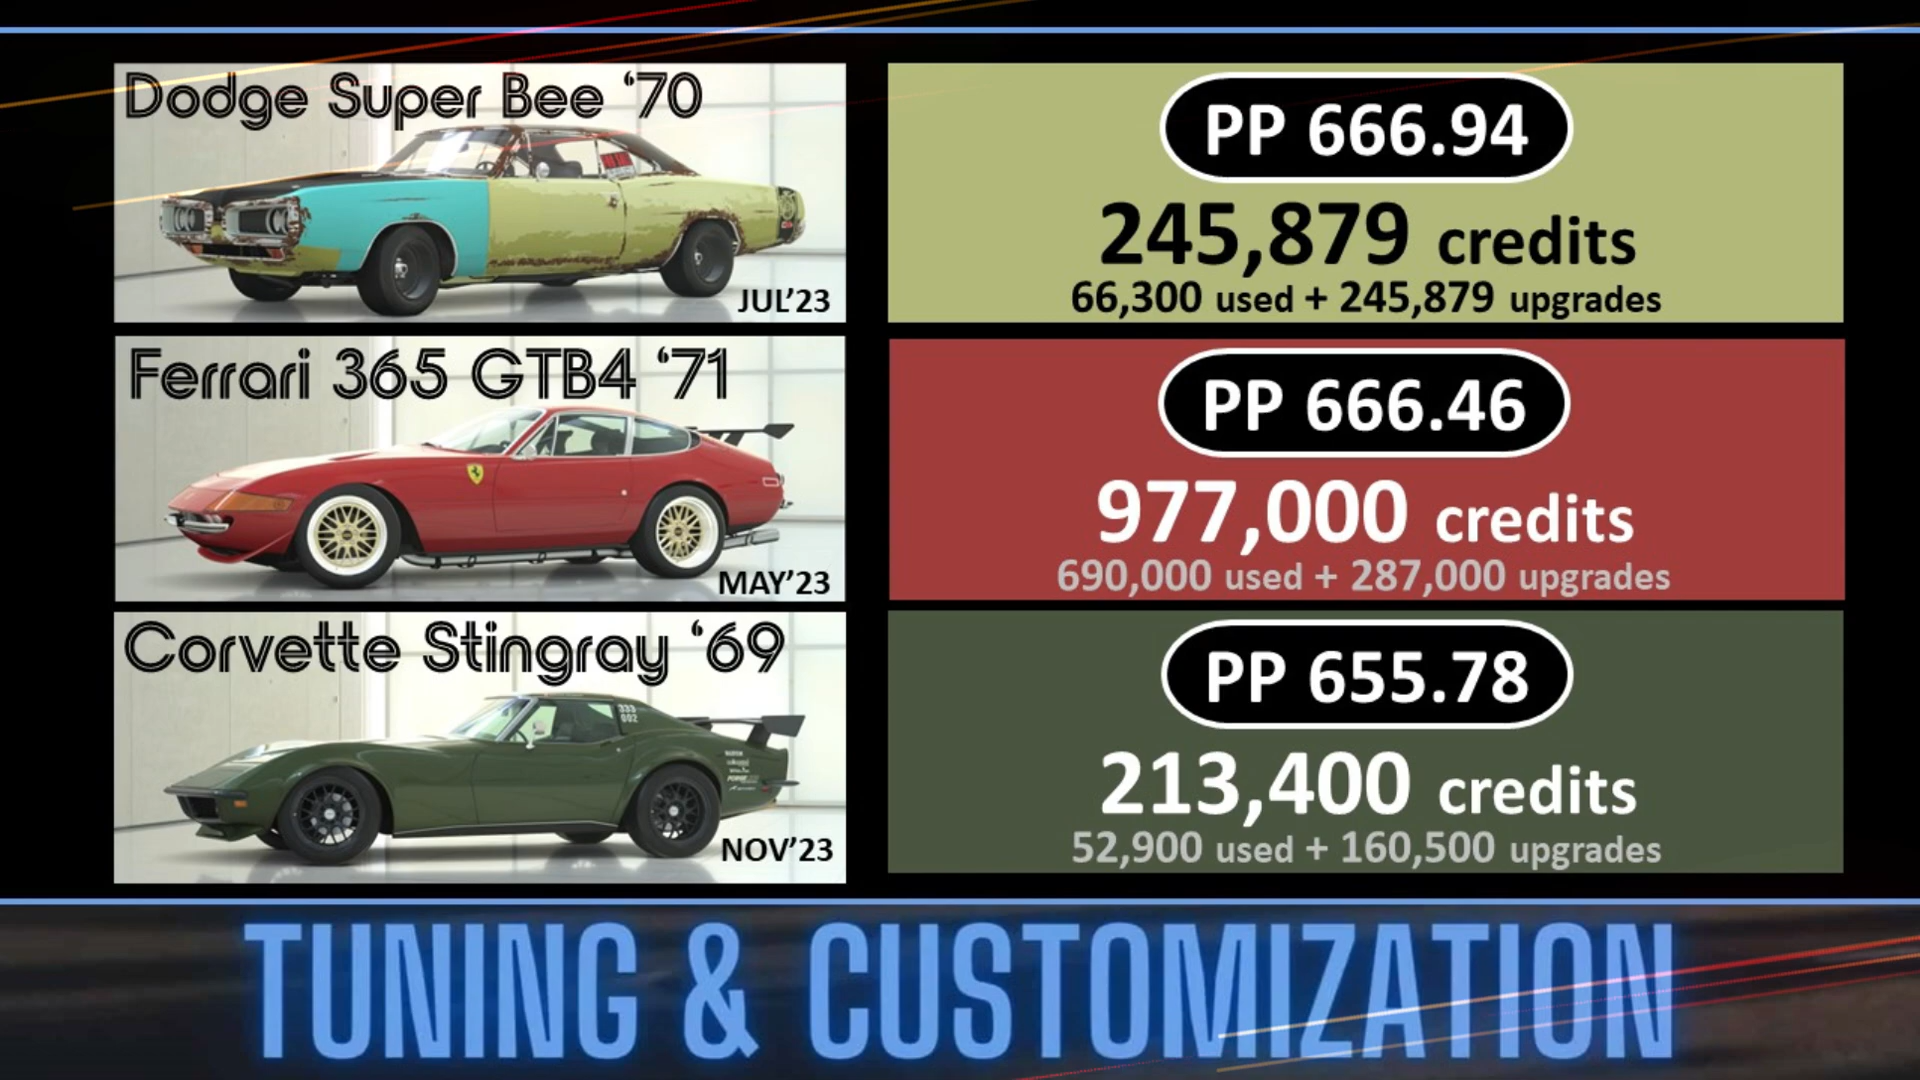 Dodge Super Bee ‘70
JUL’23
PP 666.94
245,879 credits
66,300 used + 245,879 upgrades
Ferrari 365 GTB4 ‘71
MAY’23
PP 666.46
977,000 credits
690,000 used + 287,000 upgrades
Corvette Stingray ‘69
333
002
NOV’23
PP 655.78
213,400 credits
52,900 used + 160,500 upgrades
TUNING & CUSTOMIZATION